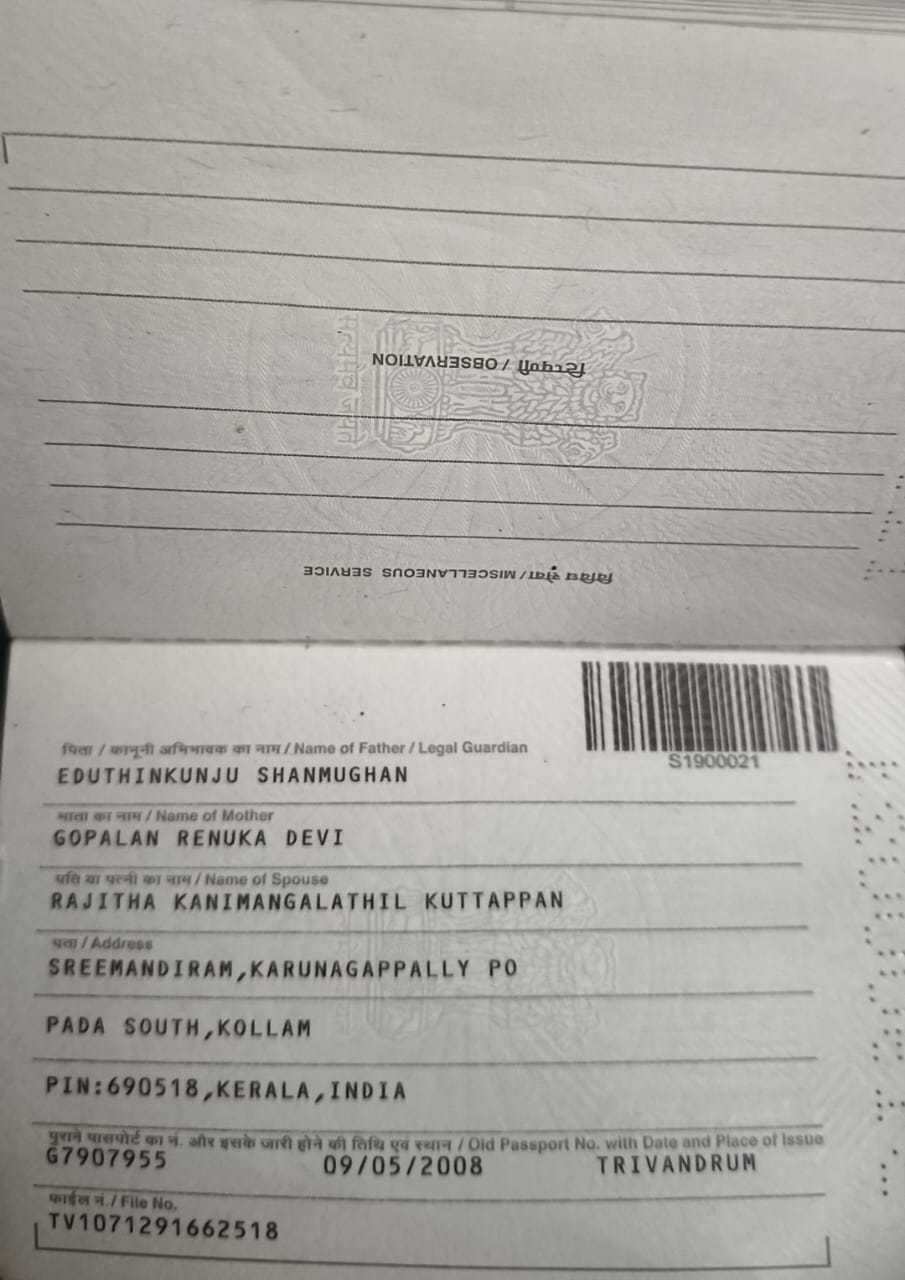 टिप्पणी / OBSERVATION
विविध सेवा / MISCELLANEOUS SERVICE
S1900021
पिता / कानूनी अभिभावक का नाम / Name of Father / Legal Guardian
EDUTHINKUNJU SHANMUGHAN
माता का नाम / Name of Mother
GOPALAN RENUKA DEVI
पति या पत्नी का नाम / Name of Spouse
RAJITHA KANIMANGALATHIL KUTTAPPAN
पता / Address
SREEMANDIRAM,KARUNAGAPPALLY PO
PADA SOUTH,KOLLAM
PIN:690518,KERALA,INDIA
पुराने पासपोर्ट का नं. और इसके जारी होने की तिथि एवं स्थान / Old Passport No. with Date and Place of Issue
G7907955 09/05/2008 TRIVANDRUM
फाईल नं./ File No.
TV1071291662518